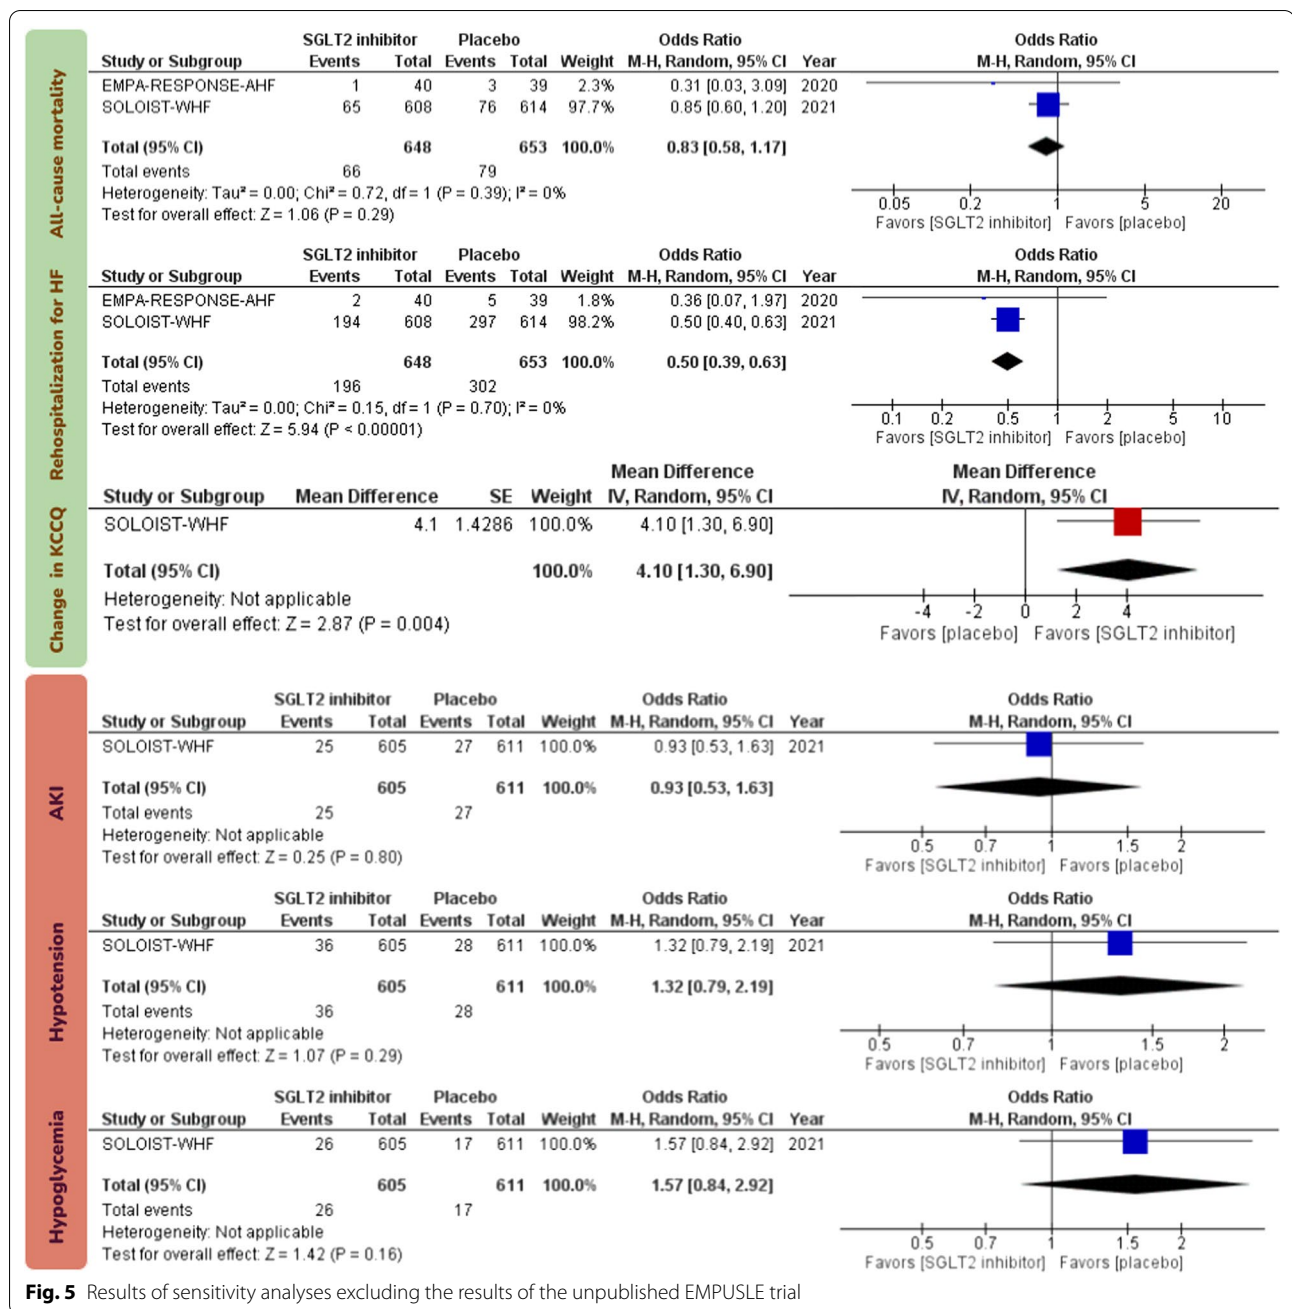 All-cause mortality
SGLT2 inhibitor Placebo Odds Ratio Odds Ratio
Study or Subgroup Events Total Events Total Weight M-H, Random, 95% CI Year M-H, Random, 95% CI
EMPA-RESPONSE-AHF 1 40 3 39 2.3% 0.31 [0.03, 3.09] 2020
SOLOIST-WHF 65 608 76 614 97.7% 0.85 [0.60, 1.20] 2021
Total (95% CI) 648 653 100.0% 0.83 [0.58, 1.17]
Total events 66 79
Heterogeneity: Tau² = 0.00; Chi² = 0.72, df = 1 (P = 0.39); I² = 0%
Test for overall effect: Z = 1.06 (P = 0.29)
0.05 0.2 1 5 20
Favors [SGLT2 inhibitor] Favors [placebo]
Rehospitalization for HF
SGLT2 inhibitor Placebo Odds Ratio Odds Ratio
Study or Subgroup Events Total Events Total Weight M-H, Random, 95% CI Year M-H, Random, 95% CI
EMPA-RESPONSE-AHF 2 40 5 39 1.8% 0.36 [0.07, 1.97] 2020
SOLOIST-WHF 194 608 297 614 98.2% 0.50 [0.40, 0.63] 2021
Total (95% CI) 648 653 100.0% 0.50 [0.39, 0.63]
Total events 196 302
Heterogeneity: Tau² = 0.00; Chi² = 0.15, df = 1 (P = 0.70); I² = 0%
Test for overall effect: Z = 5.94 (P < 0.00001)
0.1 0.2 0.5 1 2 5 10
Favors [SGLT2 inhibitor] Favors [placebo]
Change in KCCQ
Mean Difference Mean Difference
Study or Subgroup Mean Difference SE Weight IV, Random, 95% CI IV, Random, 95% CI
SOLOIST-WHF 4.1 1.4286 100.0% 4.10 [1.30, 6.90]
Total (95% CI) 100.0% 4.10 [1.30, 6.90]
Heterogeneity: Not applicable
Test for overall effect: Z = 2.87 (P = 0.004)
-4 -2 0 2 4
Favors [placebo] Favors [SGLT2 inhibitor]
AKI
SGLT2 inhibitor Placebo Odds Ratio Odds Ratio
Study or Subgroup Events Total Events Total Weight M-H, Random, 95% CI Year M-H, Random, 95% CI
SOLOIST-WHF 25 605 27 611 100.0% 0.93 [0.53, 1.63] 2021
Total (95% CI) 605 611 100.0% 0.93 [0.53, 1.63]
Total events 25 27
Heterogeneity: Not applicable
Test for overall effect: Z = 0.25 (P = 0.80)
0.5 0.7 1 1.5 2
Favors [SGLT2 inhibitor] Favors [placebo]
Hypotension
SGLT2 inhibitor Placebo Odds Ratio Odds Ratio
Study or Subgroup Events Total Events Total Weight M-H, Random, 95% CI Year M-H, Random, 95% CI
SOLOIST-WHF 36 605 28 611 100.0% 1.32 [0.79, 2.19] 2021
Total (95% CI) 605 611 100.0% 1.32 [0.79, 2.19]
Total events 36 28
Heterogeneity: Not applicable
Test for overall effect: Z = 1.07 (P = 0.29)
0.5 0.7 1 1.5 2
Favors [SGLT2 inhibitor] Favors [placebo]
Hypoglycemia
SGLT2 inhibitor Placebo Odds Ratio Odds Ratio
Study or Subgroup Events Total Events Total Weight M-H, Random, 95% CI Year M-H, Random, 95% CI
SOLOIST-WHF 26 605 17 611 100.0% 1.57 [0.84, 2.92] 2021
Total (95% CI) 605 611 100.0% 1.57 [0.84, 2.92]
Total events 26 17
Heterogeneity: Not applicable
Test for overall effect: Z = 1.42 (P = 0.16)
0.5 0.7 1 1.5 2
Favors [SGLT2 inhibitor] Favors [placebo]
Fig. 5 Results of sensitivity analyses excluding the results of the unpublished EMPUSLE trial